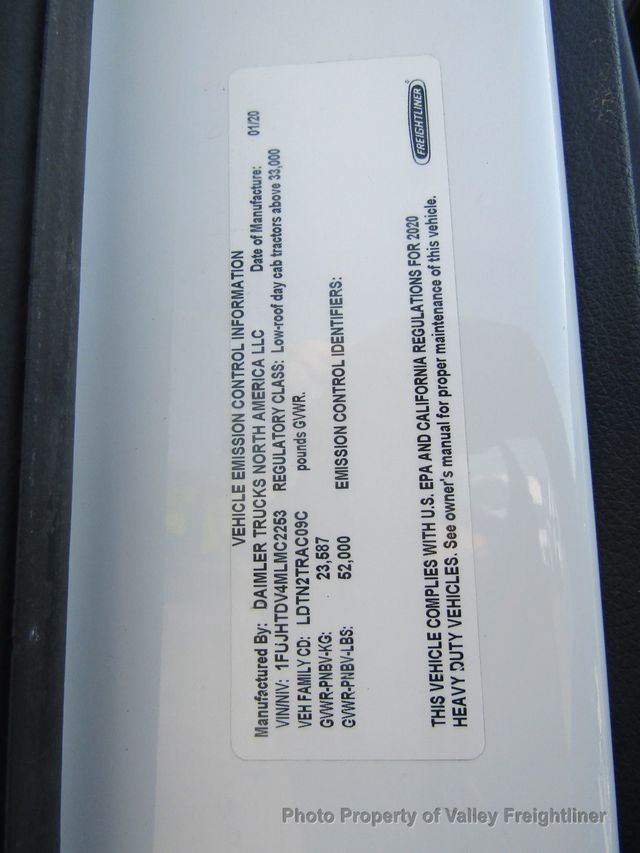 VEHICLE EMISSION CONTROL INFORMATION
Manufactured By: DAIMLER TRUCKS NORTH AMERICA LLC Date of Manufacture: 01/20
VIN/NIV: 1FUJHTDV4MLMC2253 REGULATORY CLASS: Low-roof day cab tractors above 33,000
VEH FAMILY CD: LDTN2TRAC09C pounds GVWR.
GVWR-PNBV-KG: 23,587
GVWR-PNBV-LBS: 52,000 EMISSION CONTROL IDENTIFIERS:
THIS VEHICLE COMPLIES WITH U.S. EPA AND CALIFORNIA REGULATIONS FOR 2020
HEAVY DUTY VEHICLES. See owner's manual for proper maintenance of this vehicle.
FREIGHTLINER
Photo Property of Valley Freightliner